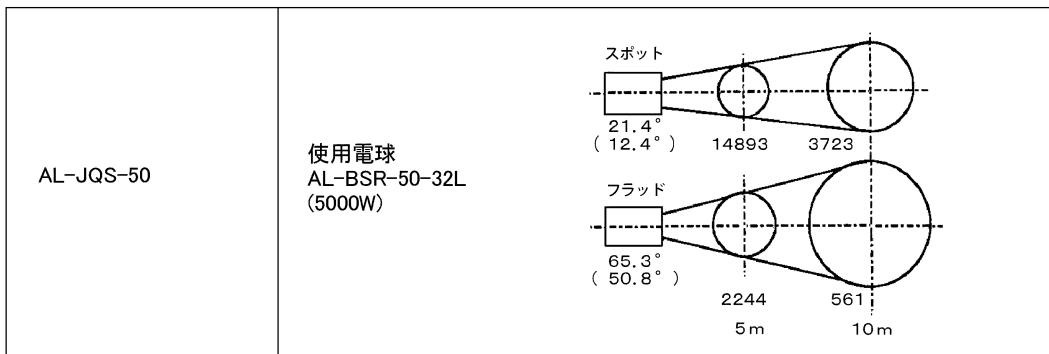 AL-JQS-50
使用電球
AL-BSR-50-32L
(5000W)
スポット
21.4°
( 12.4° )
14893
3723
フラッド
65.3°
( 50.8° )
2244
561
5m
10m